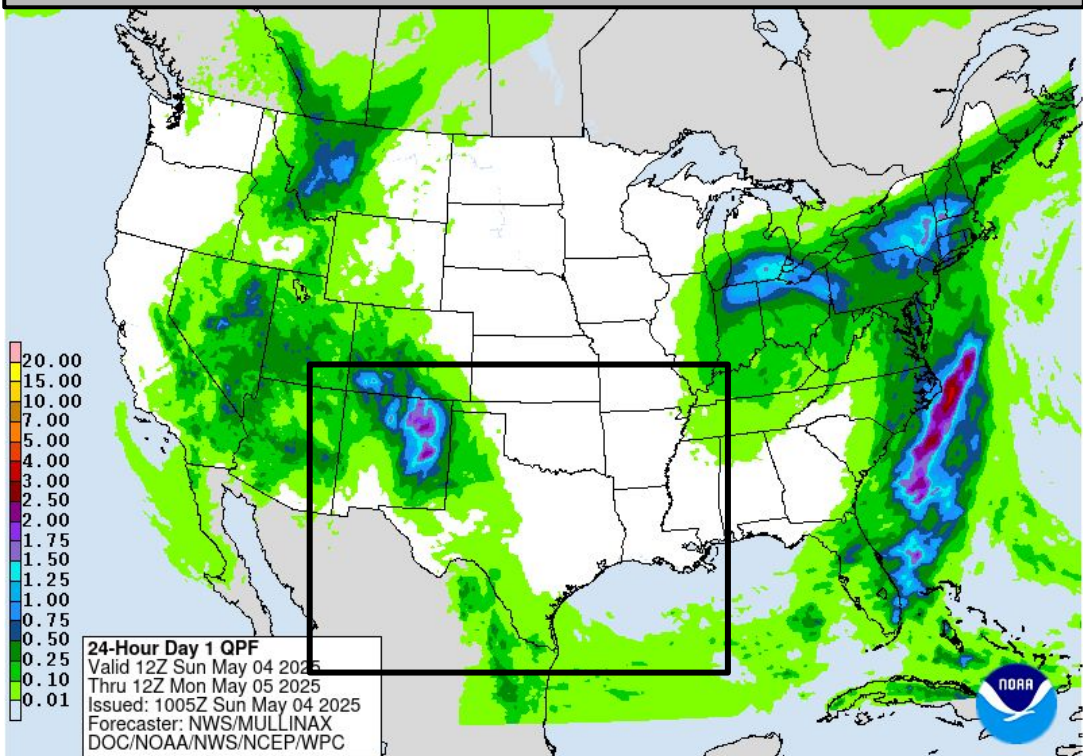 20.00
15.00
10.00
7.00
5.00
4.00
3.00
2.50
2.00
1.75
1.50
1.25
1.00
0.75
0.50
0.25
0.10
0.01
24-Hour Day 1 QPF
Valid 12Z Sun May 04 2025
Thru 12Z Mon May 05 2025
Issued: 1005Z Sun May 04 2025
Forecaster: NWS/MULLINAX
DOC/NOAA/NWS/NCEP/WPC
NOAA